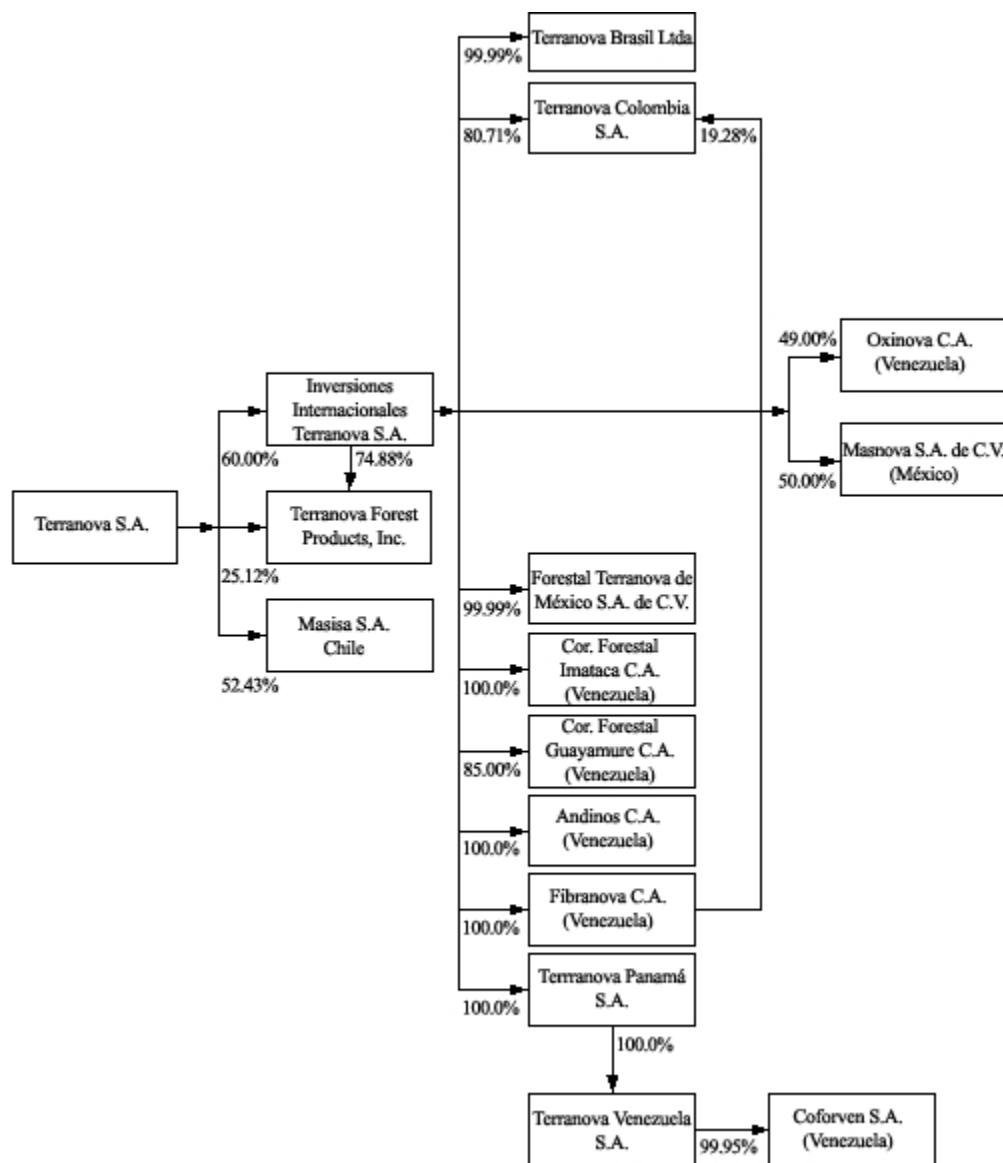 Terranova Brasil Ltda.
99.99%
Terranova Colombia
S.A.
80.71%
19.28%
49.00%
Oxinova C.A.
(Venezuela)
Inversiones
Internacionales
Terranova S.A.
60.00%
74.88%
Masnova S.A. de C.V.
(México)
50.00%
Terranova S.A.
Terranova Forest
Products, Inc.
25.12%
Masisa S.A.
Chile
52.43%
Forestal Terranova de
México S.A. de C.V.
99.99%
Cor. Forestal
Imataca C.A.
(Venezuela)
100.0%
Cor. Forestal
Guayamure C.A.
(Venezuela)
85.00%
Andinos C.A.
(Venezuela)
100.0%
Fibranova C.A.
(Venezuela)
100.0%
Terrranova Panamá
S.A.
100.0%
100.0%
Terranova Venezuela
S.A.
99.95%
Coforven S.A.
(Venezuela)